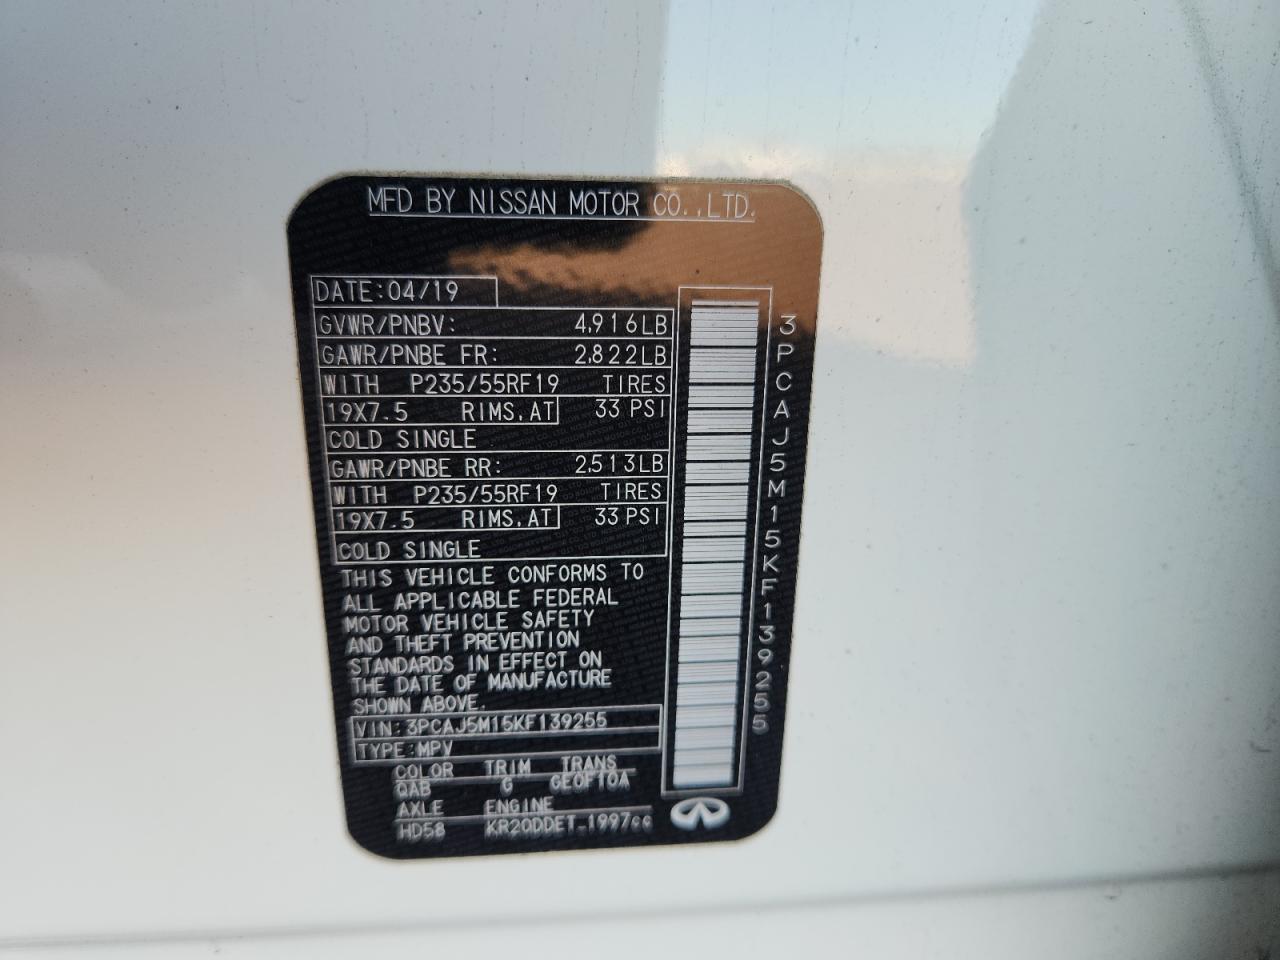 MFD BY NISSAN MOTOR CO.,LTD.
DATE:04/19
GVWR/PNBV: 4,916LB
GAWR/PNBE FR: 2,822LB
WITH P235/55RF19 TIRES
19X7.5 RIMS,AT 33 PSI
COLD SINGLE
GAWR/PNBE RR: 2,513LB
WITH P235/55RF19 TIRES
19X7.5 RIMS,AT 33 PSI
COLD SINGLE
THIS VEHICLE CONFORMS TO
ALL APPLICABLE FEDERAL
MOTOR VEHICLE SAFETY
AND THEFT PREVENTION
STANDARDS IN EFFECT ON
THE DATE OF MANUFACTURE
SHOWN ABOVE.
VIN:3PCAJ5M15KF139255
TYPE:MPV
COLOR TRIM TRANS
QAB G GE0F10A
AXLE ENGINE
HD58 KR20DDET-1997cc
3PCAJ5M15KF139255